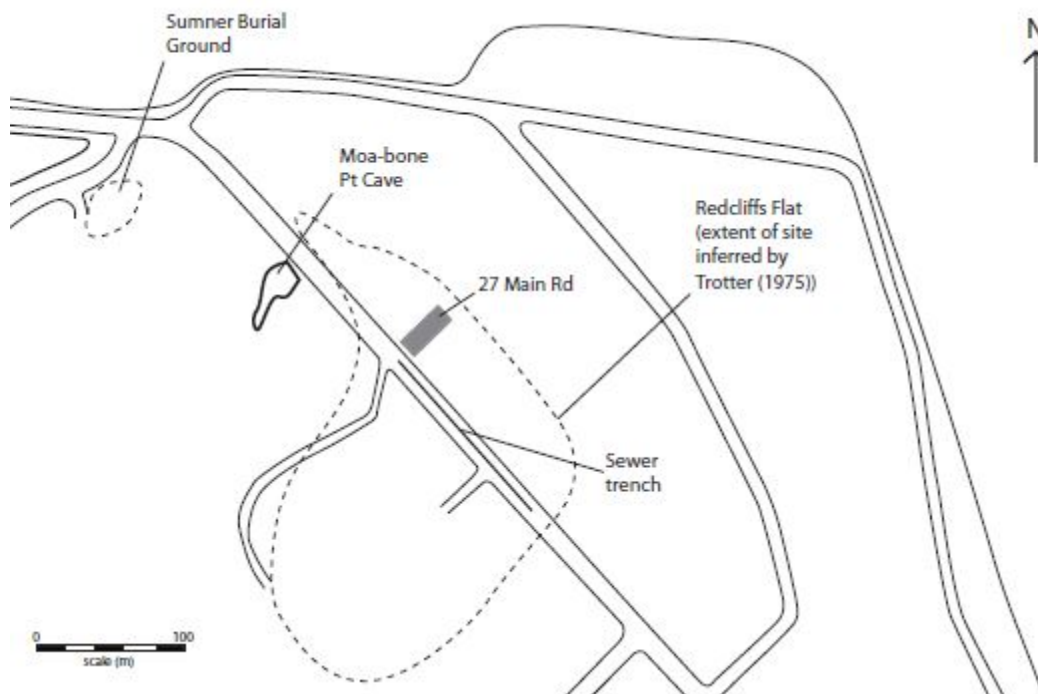 Sumner Burial
Ground
N
Moa-bone
Pt Cave
Redcliffs Flat
(extent of site
inferred by
Trotter (1975))
27 Main Rd
Sewer
trench
0 100
scale (m)